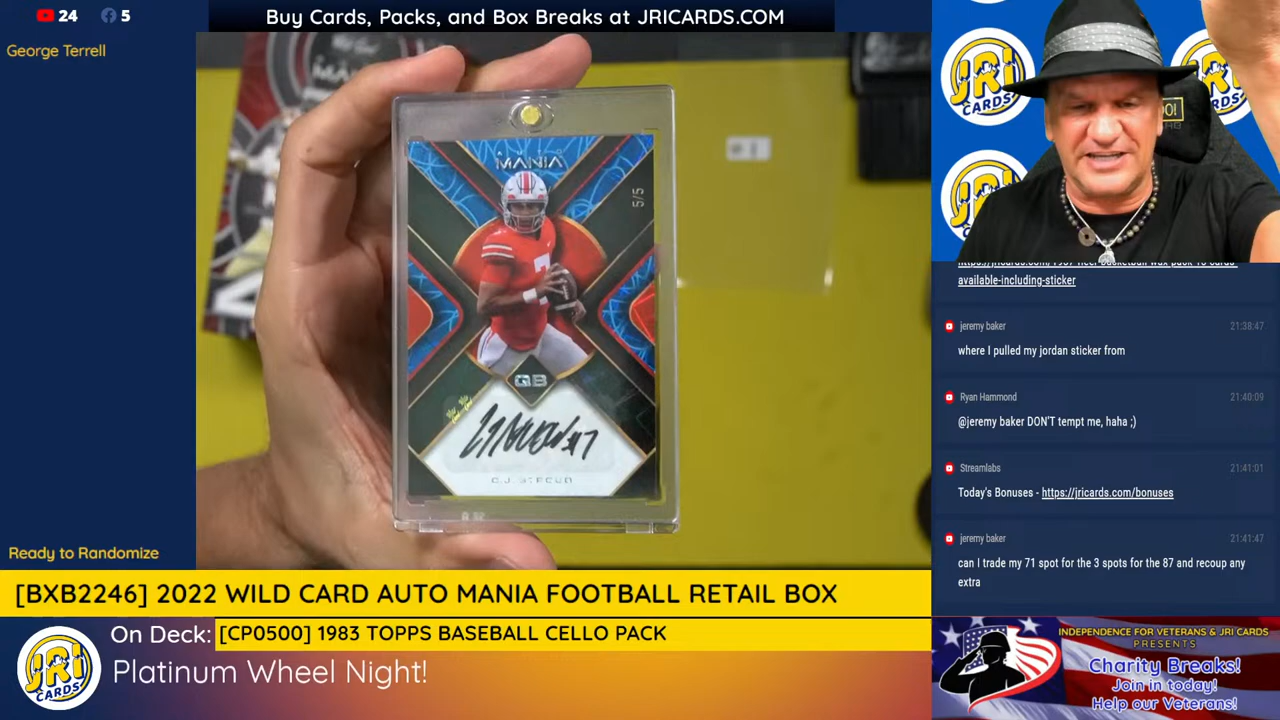 24
5
Buy Cards, Packs, and Box Breaks at JRICARDS.COM
George Terrell
MANIA
5/5
QB
#7
C.J. STROUD
JRI
CARDS
available-including-sticker
jeremy baker
21:38:47
where I pulled my jordan sticker from
Ryan Hammond
21:40:09
@jeremy baker DON'T tempt me, haha ;)
Streamlabs
21:41:01
Today's Bonuses - https://jricards.com/bonuses
jeremy baker
21:41:47
can I trade my 71 spot for the 3 spots for the 87 and recoup any
extra
Ready to Randomize
[BXB2246] 2022 WILD CARD AUTO MANIA FOOTBALL RETAIL BOX
On Deck: [CP0500] 1983 TOPPS BASEBALL CELLO PACK
Platinum Wheel Night!
JRI
CARDS
INDEPENDENCE FOR VETERANS & JRI CARDS
PRESENTS
Charity Breaks!
Join in today!
Help our Veterans!